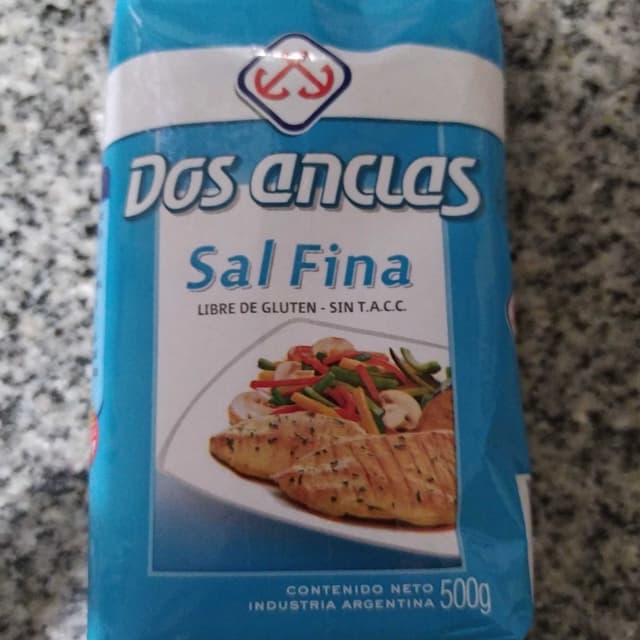 Dos anclas
Sal Fina
LIBRE DE GLUTEN - SIN T.A.C.C.
CONTENIDO NETO
INDUSTRIA ARGENTINA 500g